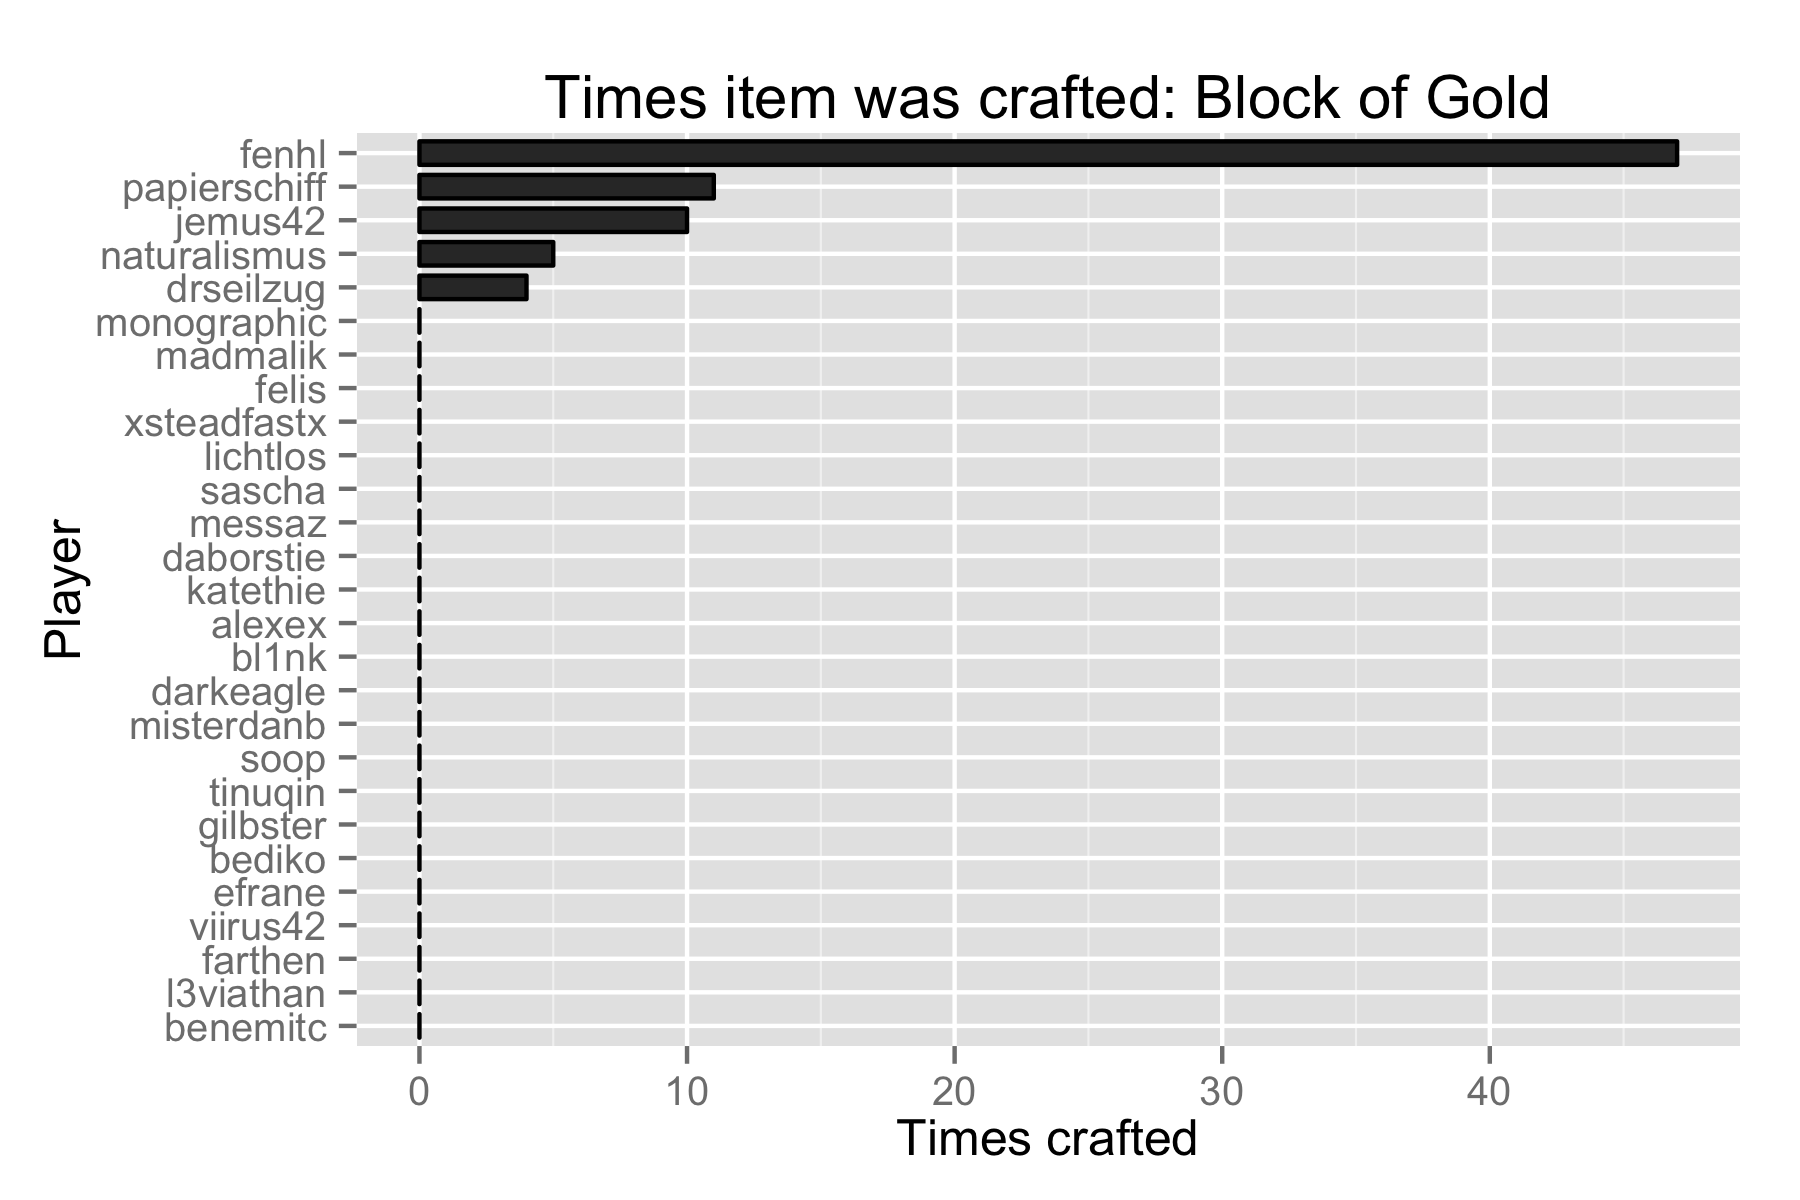 Times item was crafted: Block of Gold
fenhl
papierschiff
jemus42
naturalismus
drseilzug
monographic
madmalik
felis
xsteadfastx
lichtlos
sascha
messaz
daborstie
katethie
alexex
bl1nk
darkeagle
misterdanb
soop
tinuqin
gilbster
bediko
efrane
viirus42
farthen
l3viathan
benemitc
Player
0 10 20 30 40
Times crafted